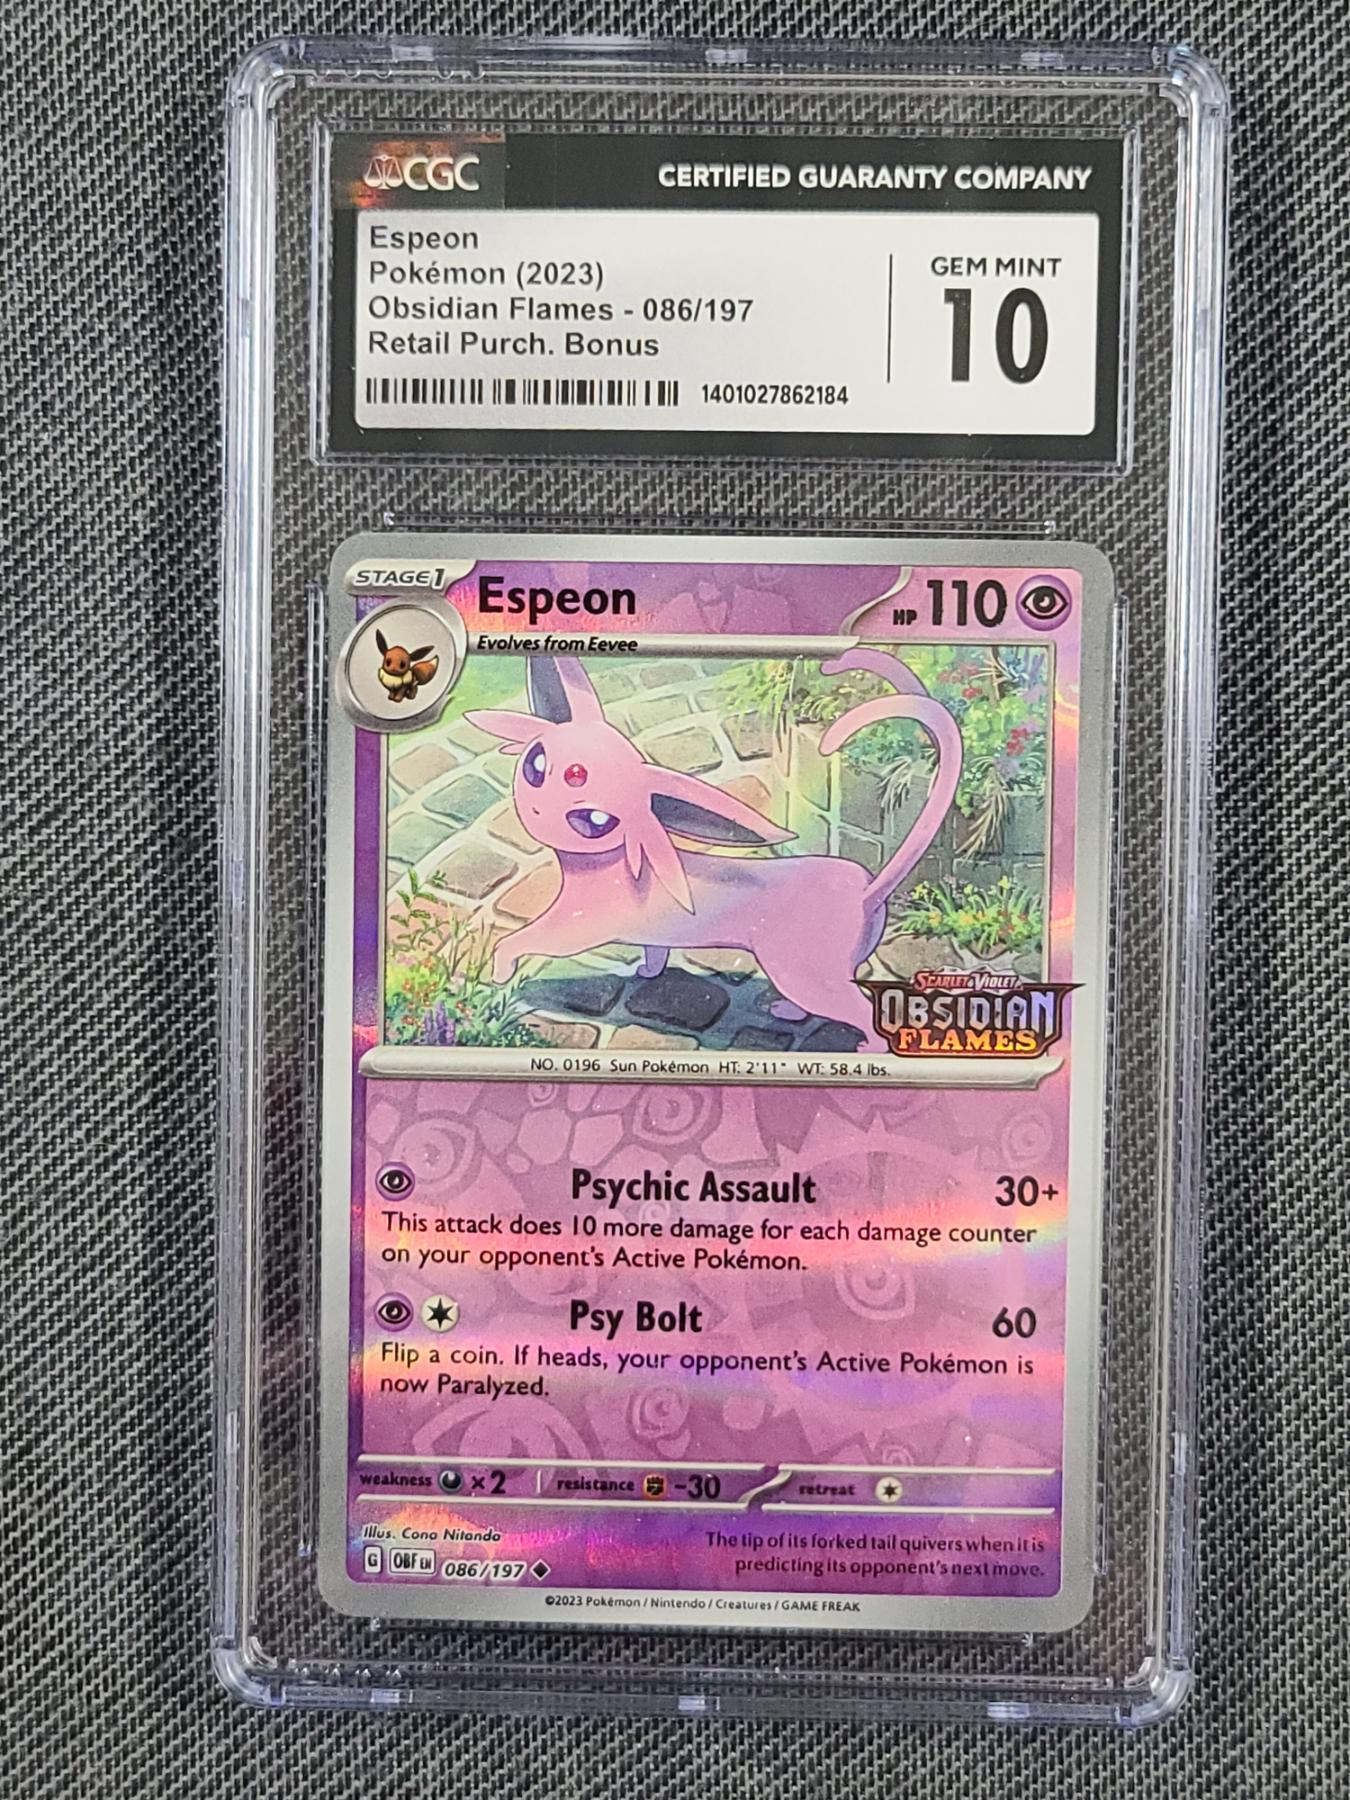 CGC
CERTIFIED GUARANTY COMPANY
Espeon
Pokémon (2023)
Obsidian Flames - 086/197
Retail Purch. Bonus
1401027862184
GEM MINT
10
STAGE 1
Espeon
HP 110
Evolves from Eevee
SCARLET & VIOLET
OBSIDIAN
FLAMES
NO. 0196 Sun Pokémon HT: 2'11" WT: 58.4 lbs.
Psychic Assault 30+
This attack does 10 more damage for each damage counter
on your opponent's Active Pokémon.
Psy Bolt 60
Flip a coin. If heads, your opponent's Active Pokémon is
now Paralyzed.
weakness ×2 resistance -30 retreat
Illus. Cona Nitanda
G OBF EN 086/197
The tip of its forked tail quivers when it is
predicting its opponent's next move.
©2023 Pokémon / Nintendo / Creatures / GAME FREAK